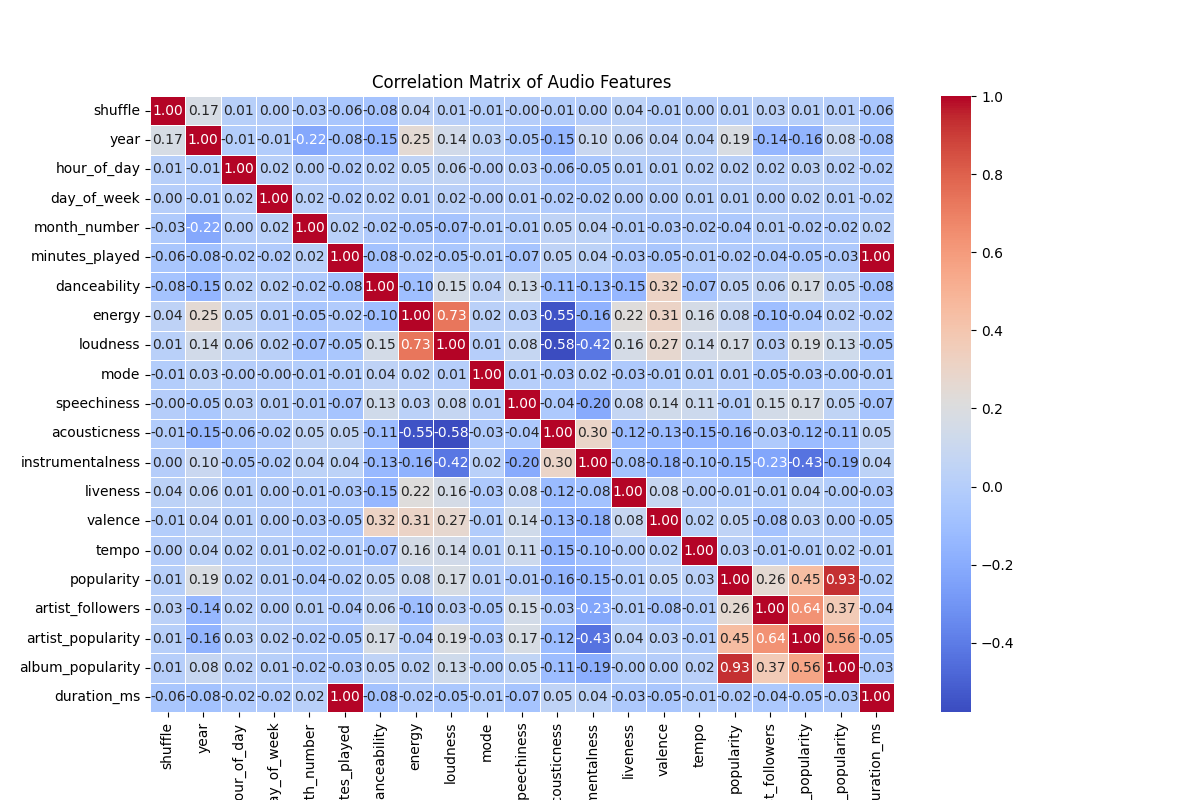 Correlation Matrix of Audio Features
shuffle 1.00 0.17 0.01 0.00 -0.03 -0.06 -0.08 0.04 0.01 -0.01 -0.00 -0.01 0.00 0.04 -0.01 0.00 0.01 0.03 0.01 0.01 -0.06
year 0.17 1.00 -0.01 -0.01 -0.22 -0.08 -0.15 0.25 0.14 0.03 -0.05 -0.15 0.10 0.06 0.04 0.04 0.19 -0.14 -0.16 0.08 -0.08
hour_of_day 0.01 -0.01 1.00 0.02 0.00 -0.02 0.02 0.05 0.06 -0.00 0.03 -0.06 -0.05 0.01 0.01 0.02 0.02 0.02 0.03 0.02 -0.02
day_of_week 0.00 -0.01 0.02 1.00 0.02 -0.02 0.02 0.01 0.02 -0.00 0.01 -0.02 -0.02 0.00 0.00 0.01 0.01 0.00 0.02 0.01 -0.02
month_number -0.03 -0.22 0.00 0.02 1.00 0.02 -0.02 -0.05 -0.07 -0.01 -0.01 0.05 0.04 -0.01 -0.03 -0.02 -0.04 0.01 -0.02 -0.02 0.02
minutes_played -0.06 -0.08 -0.02 -0.02 0.02 1.00 -0.08 -0.02 -0.05 -0.01 -0.07 0.05 0.04 -0.03 -0.05 -0.01 -0.02 -0.04 -0.05 -0.03 1.00
danceability -0.08 -0.15 0.02 0.02 -0.02 -0.08 1.00 -0.10 0.15 0.04 0.13 -0.11 -0.13 -0.15 0.32 -0.07 0.05 0.06 0.17 0.05 -0.08
energy 0.04 0.25 0.05 0.01 -0.05 -0.02 -0.10 1.00 0.73 0.02 0.03 -0.55 -0.16 0.22 0.31 0.16 0.08 -0.10 -0.04 0.02 -0.02
loudness 0.01 0.14 0.06 0.02 -0.07 -0.05 0.15 0.73 1.00 0.01 0.08 -0.58 -0.42 0.16 0.27 0.14 0.17 0.03 0.19 0.13 -0.05
mode -0.01 0.03 -0.00 -0.00 -0.01 -0.01 0.04 0.02 0.01 1.00 0.01 -0.03 0.02 -0.03 -0.01 0.01 0.01 -0.05 -0.03 -0.00 -0.01
speechiness -0.00 -0.05 0.03 0.01 -0.01 -0.07 0.13 0.03 0.08 0.01 1.00 -0.04 -0.20 0.08 0.14 0.11 -0.01 0.15 0.17 0.05 -0.07
acousticness -0.01 -0.15 -0.06 -0.02 0.05 0.05 -0.11 -0.55 -0.58 -0.03 -0.04 1.00 0.30 -0.12 -0.13 -0.15 -0.16 -0.03 -0.12 -0.11 0.05
instrumentalness 0.00 0.10 -0.05 -0.02 0.04 0.04 -0.13 -0.16 -0.42 0.02 -0.20 0.30 1.00 -0.08 -0.18 -0.10 -0.15 -0.23 -0.43 -0.19 0.04
liveness 0.04 0.06 0.01 0.00 -0.01 -0.03 -0.15 0.22 0.16 -0.03 0.08 -0.12 -0.08 1.00 0.08 -0.00 -0.01 -0.01 0.04 -0.00 -0.03
valence -0.01 0.04 0.01 0.00 -0.03 -0.05 0.32 0.31 0.27 -0.01 0.14 -0.13 -0.18 0.08 1.00 0.02 0.05 -0.08 0.03 0.00 -0.05
tempo 0.00 0.04 0.02 0.01 -0.02 -0.01 -0.07 0.16 0.14 0.01 0.11 -0.15 -0.10 -0.00 0.02 1.00 0.03 -0.01 -0.01 0.02 -0.01
popularity 0.01 0.19 0.02 0.01 -0.04 -0.02 0.05 0.08 0.17 0.01 -0.01 -0.16 -0.15 -0.01 0.05 0.03 1.00 0.26 0.45 0.93 -0.02
artist_followers 0.03 -0.14 0.02 0.00 0.01 -0.04 0.06 -0.10 0.03 -0.05 0.15 -0.03 -0.23 -0.01 -0.08 -0.01 0.26 1.00 0.64 0.37 -0.04
artist_popularity 0.01 -0.16 0.03 0.02 -0.02 -0.05 0.17 -0.04 0.19 -0.03 0.17 -0.12 -0.43 0.04 0.03 -0.01 0.45 0.64 1.00 0.56 -0.05
album_popularity 0.01 0.08 0.02 0.01 -0.02 -0.03 0.05 0.02 0.13 -0.00 0.05 -0.11 -0.19 -0.00 0.00 0.02 0.93 0.37 0.56 1.00 -0.03
duration_ms -0.06 -0.08 -0.02 -0.02 0.02 1.00 -0.08 -0.02 -0.05 -0.01 -0.07 0.05 0.04 -0.03 -0.05 -0.01 -0.02 -0.04 -0.05 -0.03 1.00
shuffle
year
our_of_day
ay_of_week
th_number
tes_played
anceability
energy
loudness
mode
peechiness
cousticness
mentalness
liveness
valence
tempo
popularity
t_followers
_popularity
_popularity
uration_ms
1.0
0.8
0.6
0.4
0.2
0.0
−0.2
−0.4